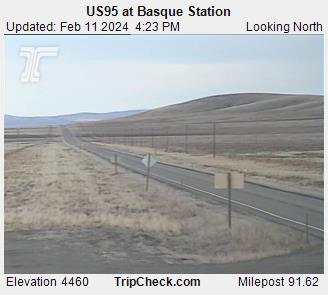 US95 at Basque Station
Updated: Feb 11 2024 4:23 PM Looking North
Elevation 4460 TripCheck.com Milepost 91.62